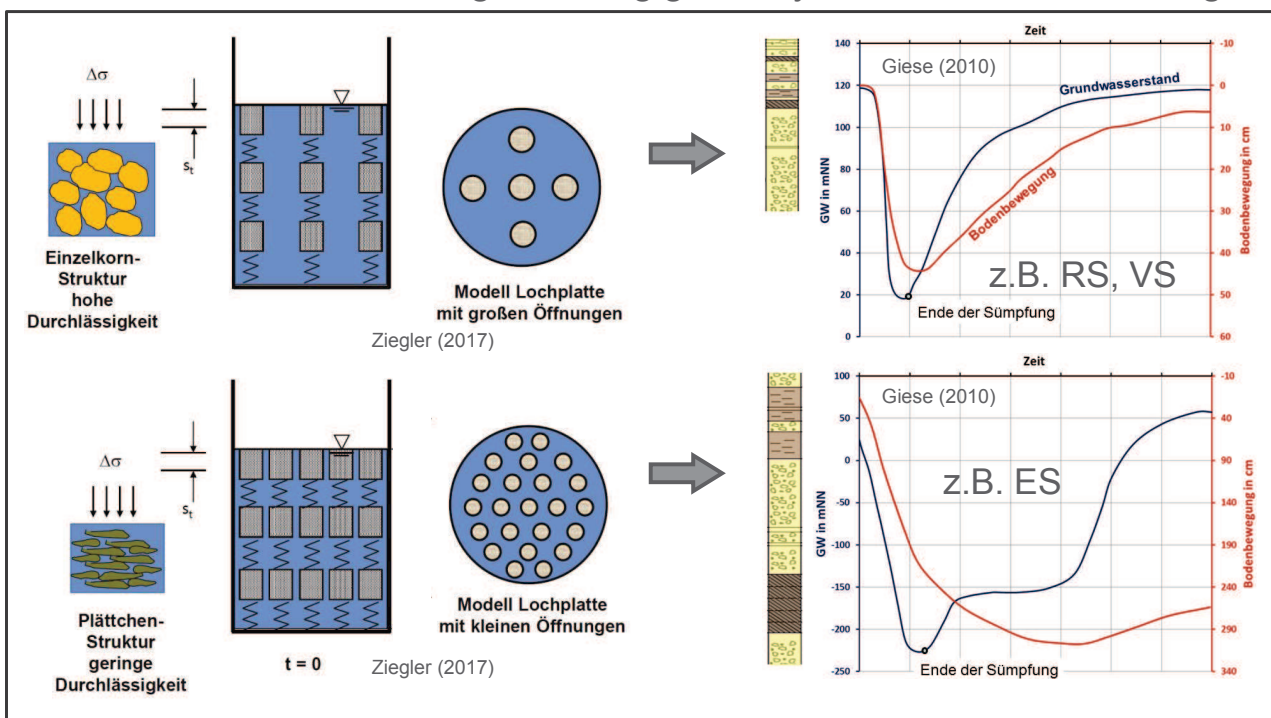 Δσ
s_t
Einzelkorn-
Struktur
hohe
Durchlässigkeit
Modell Lochplatte
mit großen Öffnungen
Ziegler (2017)
Zeit
140
120
100
80
60
40
20
0
GW in mNN
-10
0
10
20
30
40
50
60
Bodenbewegung in cm
Giese (2010)
Grundwasserstand
Bodenbewegung
z.B. RS, VS
Ende der Sümpfung
Δσ
s_t
Plättchen-
Struktur
geringe
Durchlässigkeit
t = 0
Modell Lochplatte
mit kleinen Öffnungen
Ziegler (2017)
Zeit
100
50
0
-50
-100
-150
-200
-250
GW in mNN
-10
40
90
140
190
240
290
340
Bodenbewegung in cm
Giese (2010)
z.B. ES
Ende der Sümpfung